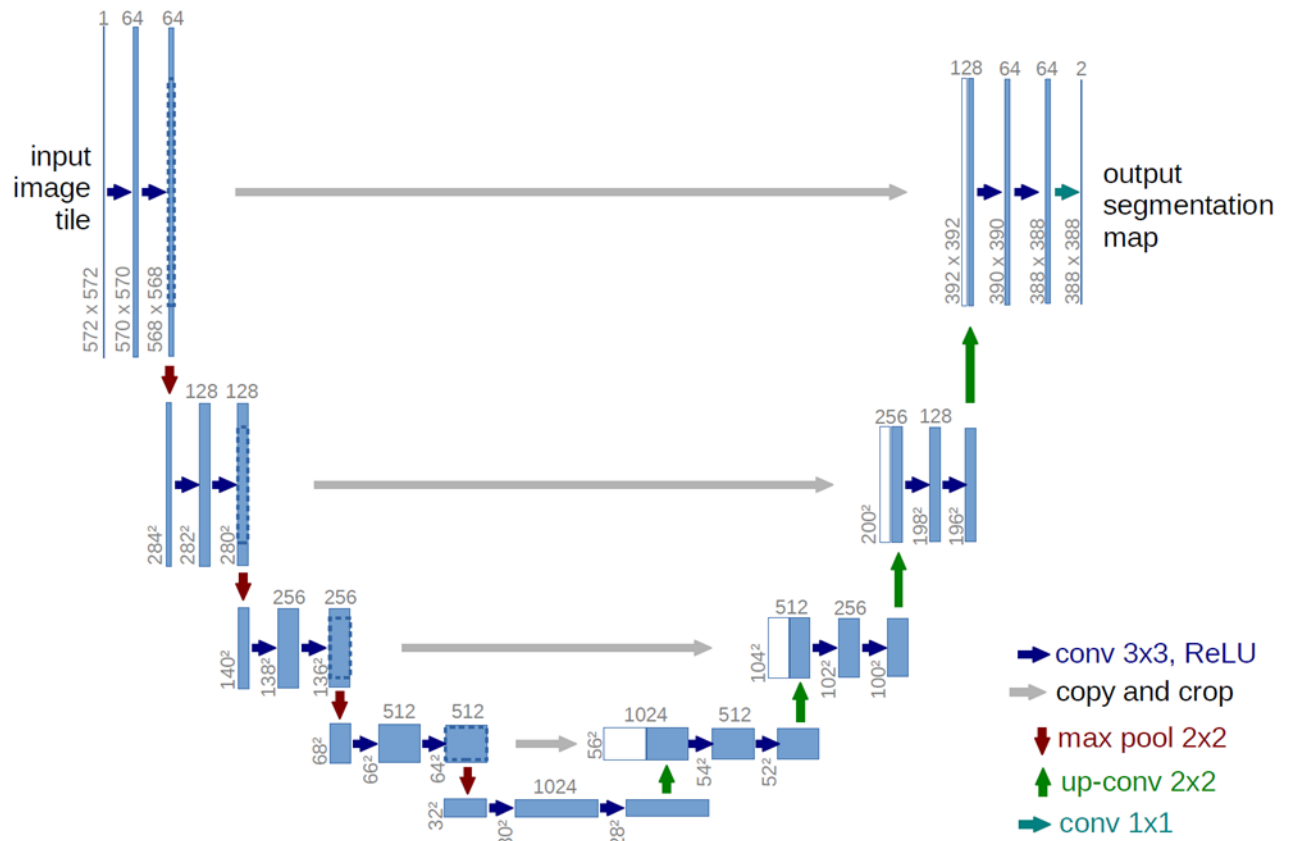 1 64 64
input
image
tile
572 x 572
570 x 570
568 x 568
128 64 64 2
output
segmentation
map
392 x 392
390 x 390
388 x 388
388 x 388
128 128
284²
282²
280²
256 128
200²
198²
196²
256 256
140²
138²
136²
512 256
104²
102²
100²
512 512
68²
66²
64²
1024 512
56²
54²
52²
1024
32²
conv 3x3, ReLU
copy and crop
max pool 2x2
up-conv 2x2
conv 1x1